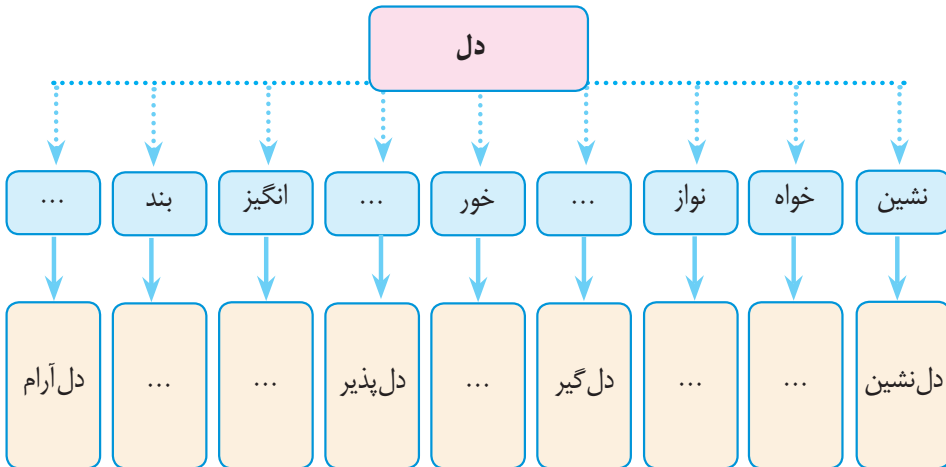 دل
نشین خواه نواز ... خور ... انگیز بند ...
دل‌نشین ... ... دل‌گیر ... دل‌پذیر ... ... دل‌آرام